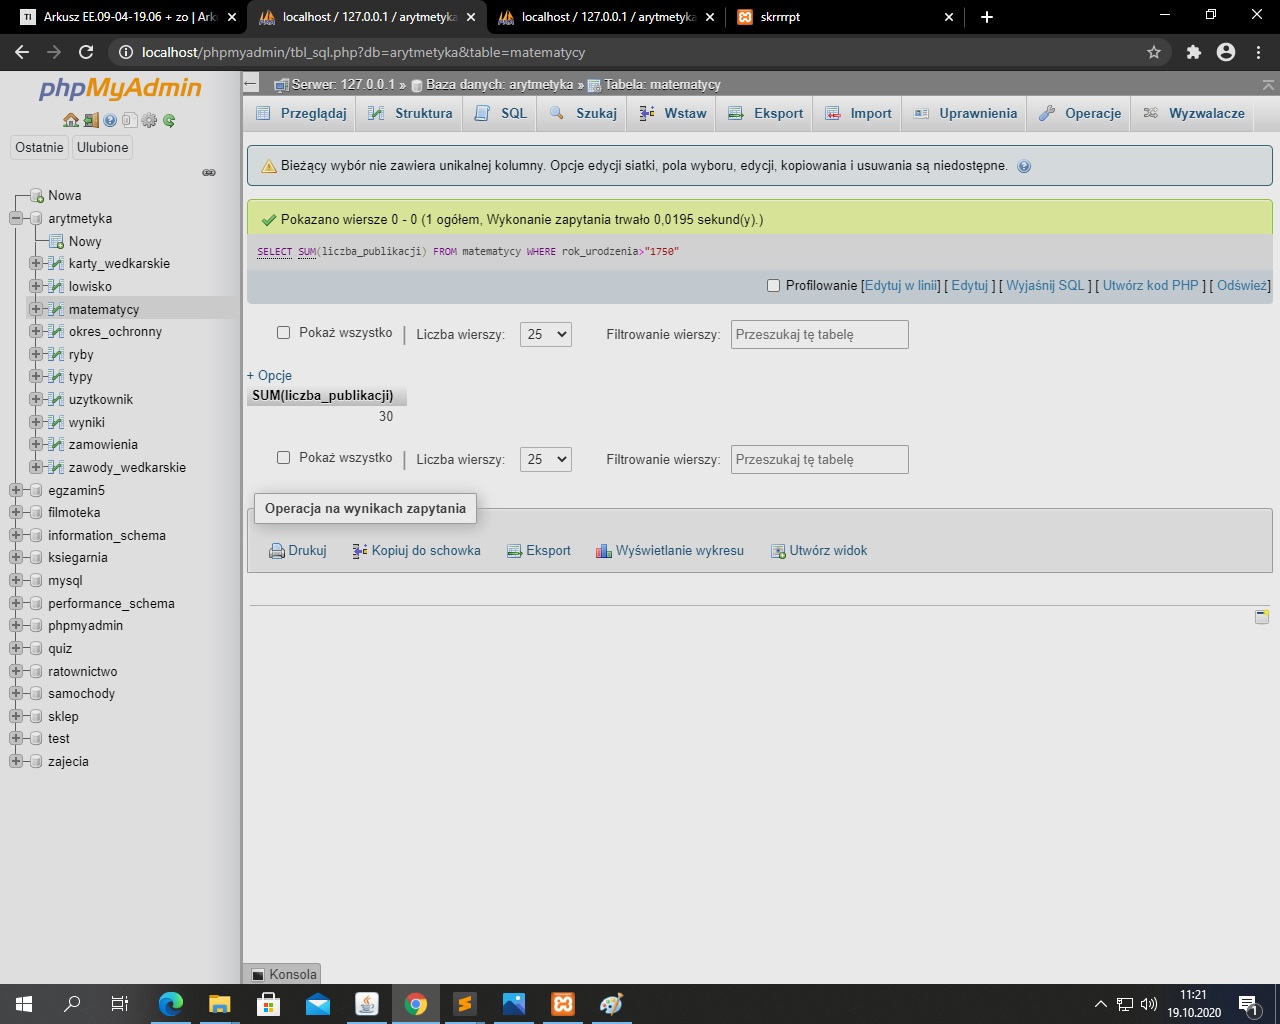 Arkusz EE.09-04-19.06 + zo | Ark
localhost / 127.0.0.1 / arytmetyka
localhost / 127.0.0.1 / arytmetyka
skrrrrpt
localhost/phpmyadmin/tbl_sql.php?db=arytmetyka&table=matematycy
phpMyAdmin
Ostatnie
Ulubione
Nowa
arytmetyka
Nowy
karty_wedkarskie
lowisko
matematycy
okres_ochronny
ryby
typy
uzytkownik
wyniki
zamowienia
zawody_wedkarskie
egzamin5
filmoteka
information_schema
ksiegarnia
mysql
performance_schema
phpmyadmin
quiz
ratownictwo
samochody
sklep
test
zajecia
Serwer: 127.0.0.1 » Baza danych: arytmetyka » Tabela: matematycy
Przeglądaj
Struktura
SQL
Szukaj
Wstaw
Eksport
Import
Uprawnienia
Operacje
Wyzwalacze
Bieżący wybór nie zawiera unikalnej kolumny. Opcje edycji siatki, pola wyboru, edycji, kopiowania i usuwania są niedostępne.
Pokazano wiersze 0 - 0 (1 ogółem, Wykonanie zapytania trwało 0,0195 sekund(y).)
SELECT SUM(liczba_publikacji) FROM matematycy WHERE rok_urodzenia>"1750"
Profilowanie [Edytuj w linii] [ Edytuj ] [ Wyjaśnij SQL ] [ Utwórz kod PHP ] [ Odśwież]
Pokaż wszystko | Liczba wierszy: 25 Filtrowanie wierszy: Przeszukaj tę tabelę
+ Opcje
SUM(liczba_publikacji)
30
Pokaż wszystko | Liczba wierszy: 25 Filtrowanie wierszy: Przeszukaj tę tabelę
Operacja na wynikach zapytania
Drukuj
Kopiuj do schowka
Eksport
Wyświetlanie wykresu
Utwórz widok
Konsola
11:21
19.10.2020
1